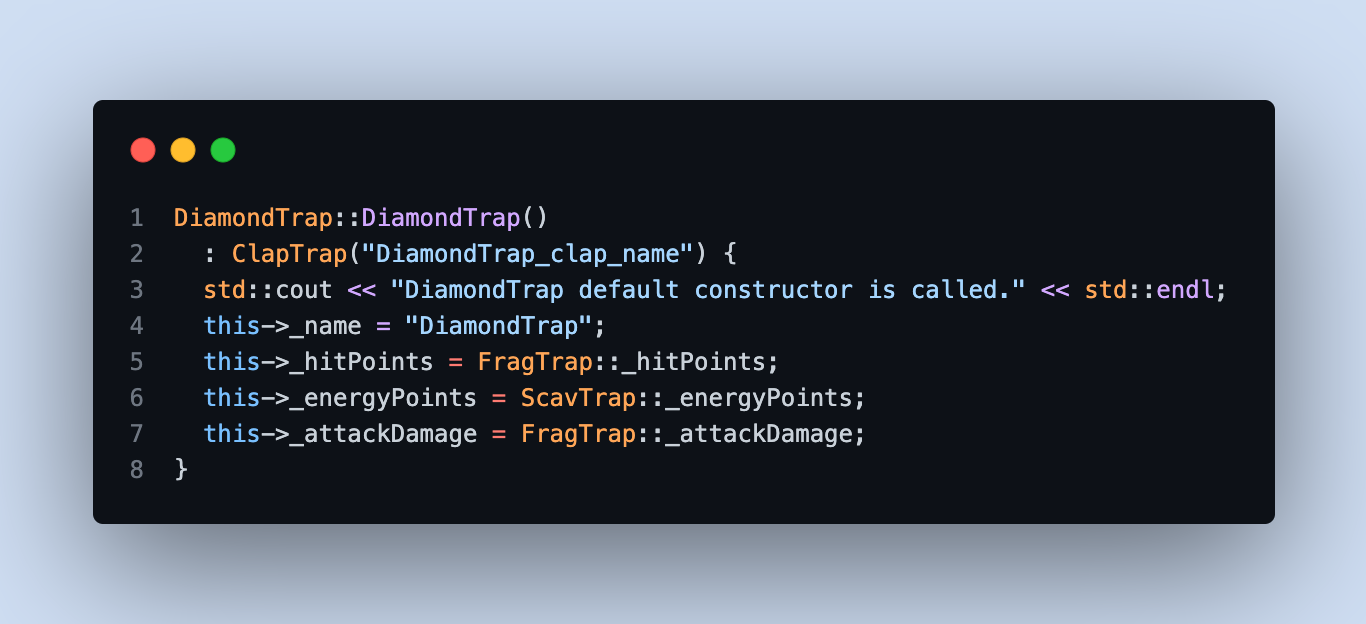 1 DiamondTrap::DiamondTrap()
2   : ClapTrap("DiamondTrap_clap_name") {
3   std::cout << "DiamondTrap default constructor is called." << std::endl;
4   this->_name = "DiamondTrap";
5   this->_hitPoints = FragTrap::_hitPoints;
6   this->_energyPoints = ScavTrap::_energyPoints;
7   this->_attackDamage = FragTrap::_attackDamage;
8 }